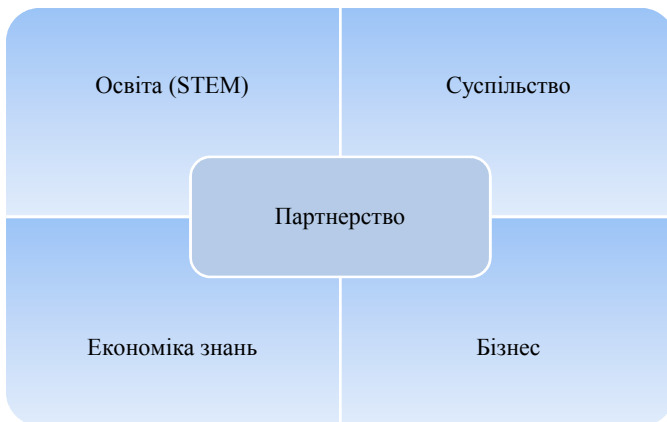 Освіта (STEM)
Суспільство
Партнерство
Економіка знань
Бізнес